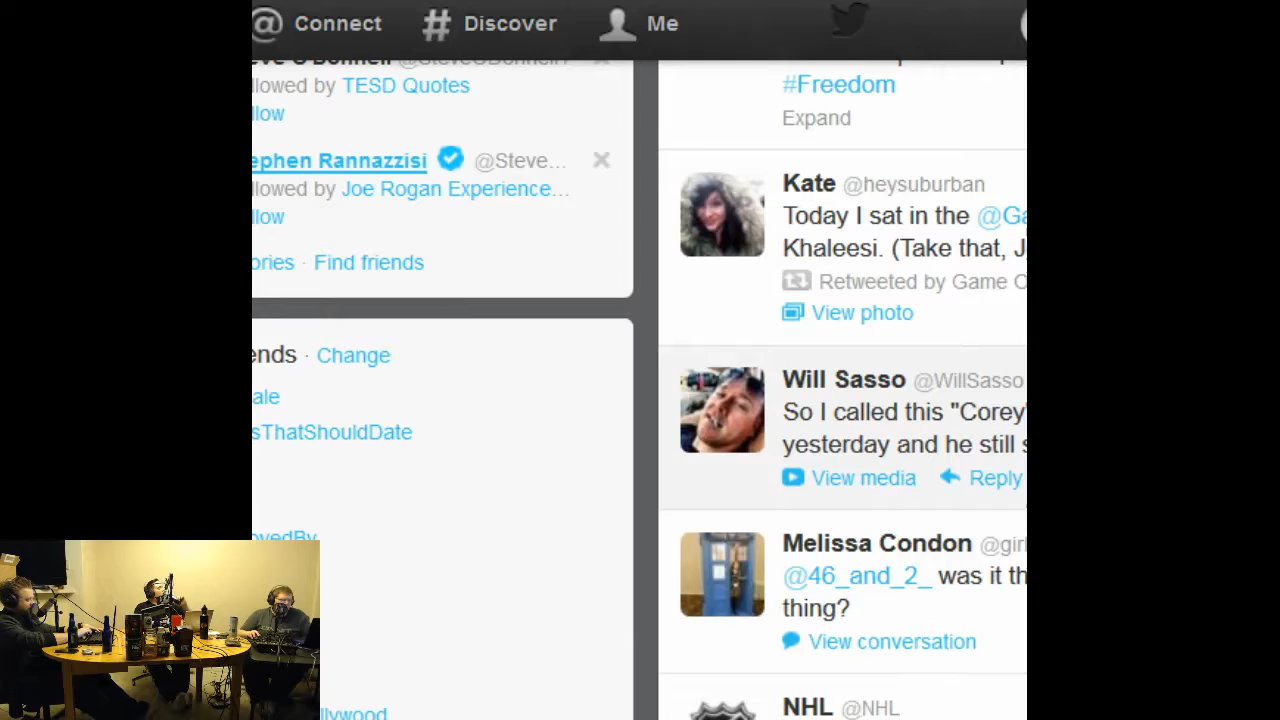 @ Connect # Discover Me
llowed by TESD Quotes
llow
ephen Rannazzisi @Steve...
llowed by Joe Rogan Experience...
llow
ories · Find friends
ends · Change
ale
sThatShouldDate
ovedBy
llywood
#Freedom
Expand
Kate @heysuburban
Today I sat in the @Ga
Khaleesi. (Take that, J
Retweeted by Game O
View photo
Will Sasso @WillSasso
So I called this "Corey"
yesterday and he still s
View media Reply
Melissa Condon @girl
@46_and_2_ was it th
thing?
View conversation
NHL @NHL